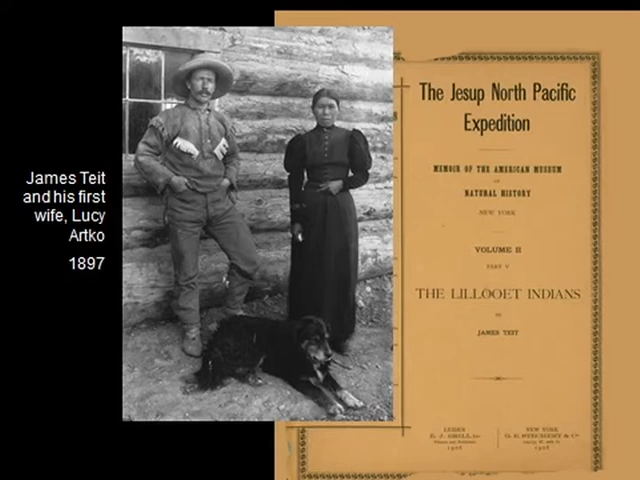 James Teit
and his first
wife, Lucy
Artko
1897
The Jesup North Pacific
Expedition
MEMOIR OF THE AMERICAN MUSEUM
OF
NATURAL HISTORY
NEW YORK
VOLUME II
PART V
THE LILLOOET INDIANS
BY
JAMES TEIT
LEIDEN
E. J. BRILL
NEW YORK
G. E. STECHERT & Co